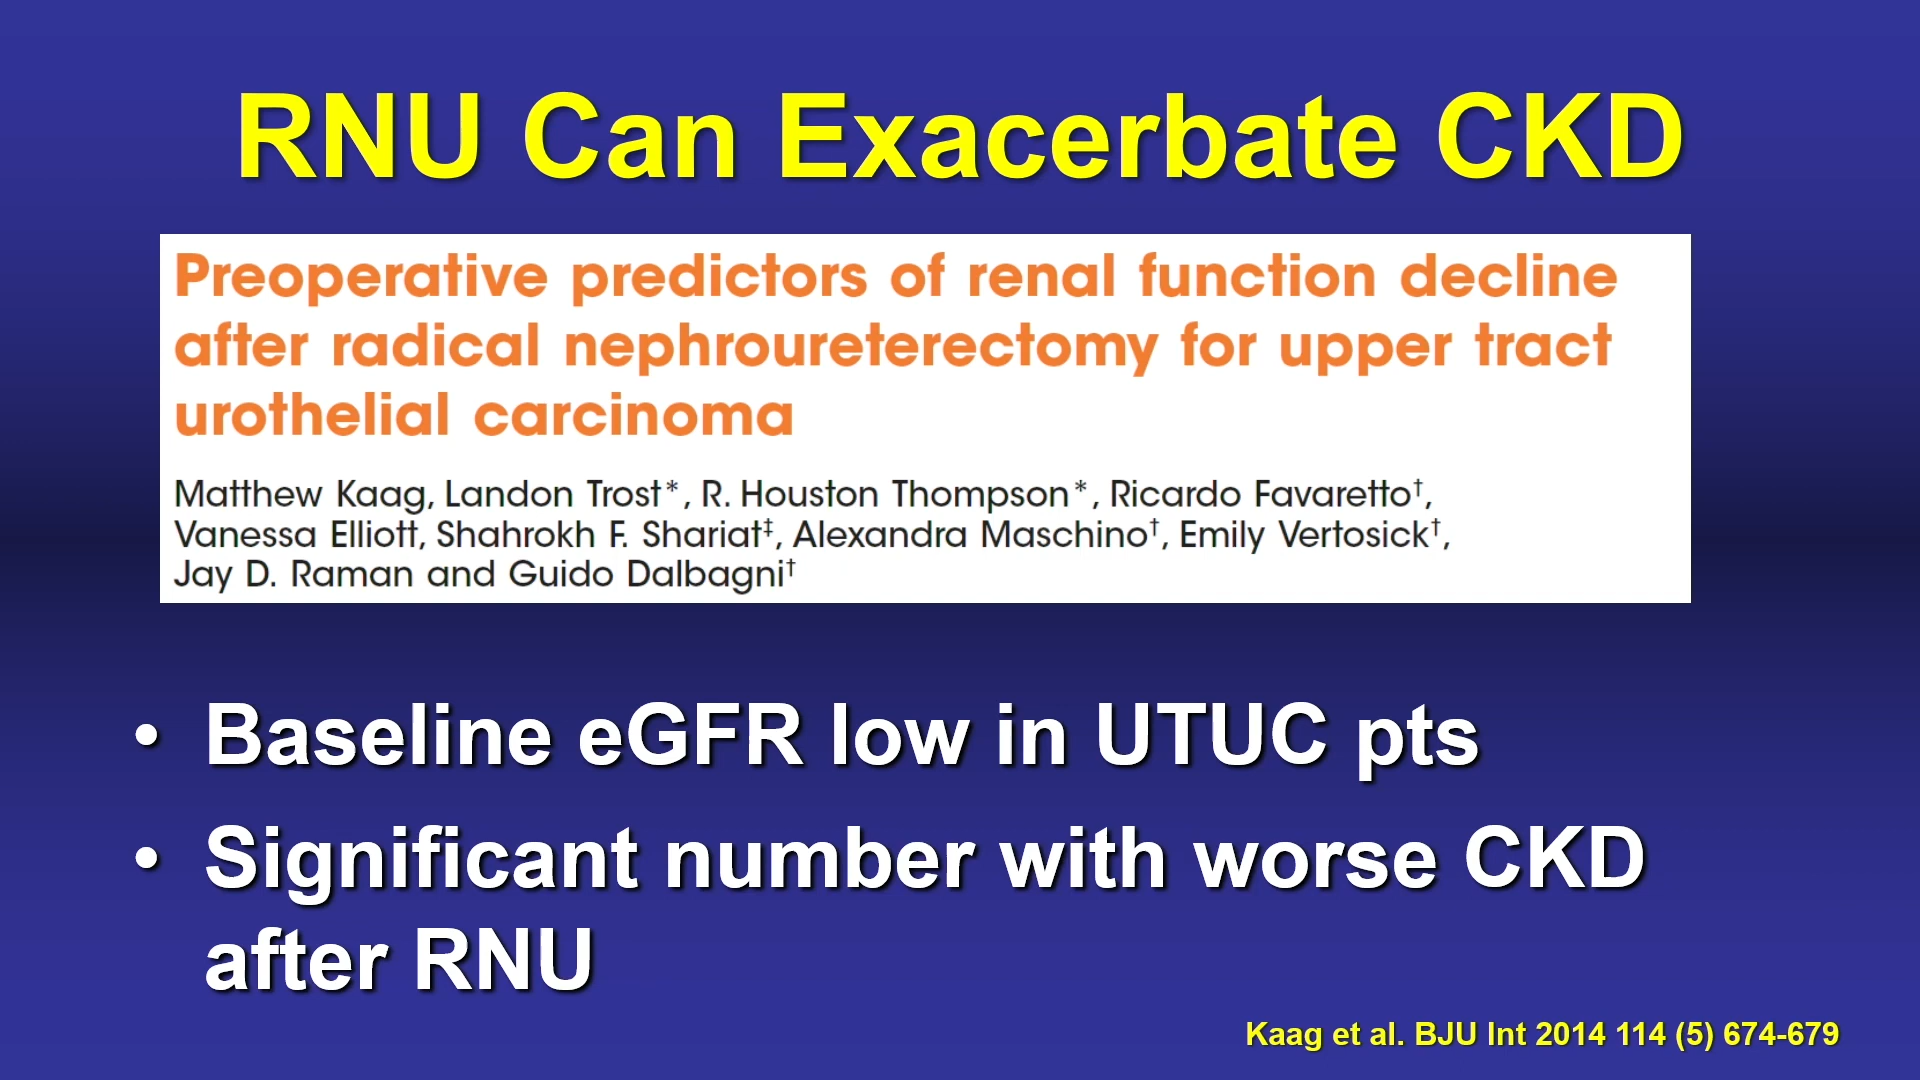 RNU Can Exacerbate CKD
Preoperative predictors of renal function decline
after radical nephroureterectomy for upper tract
urothelial carcinoma
Matthew Kaag, Landon Trost*, R. Houston Thompson*, Ricardo Favaretto†,
Vanessa Elliott, Shahrokh F. Shariat‡, Alexandra Maschino†, Emily Vertosick†,
Jay D. Raman and Guido Dalbagni†
• Baseline eGFR low in UTUC pts
• Significant number with worse CKD
after RNU
Kaag et al. BJU Int 2014 114 (5) 674-679